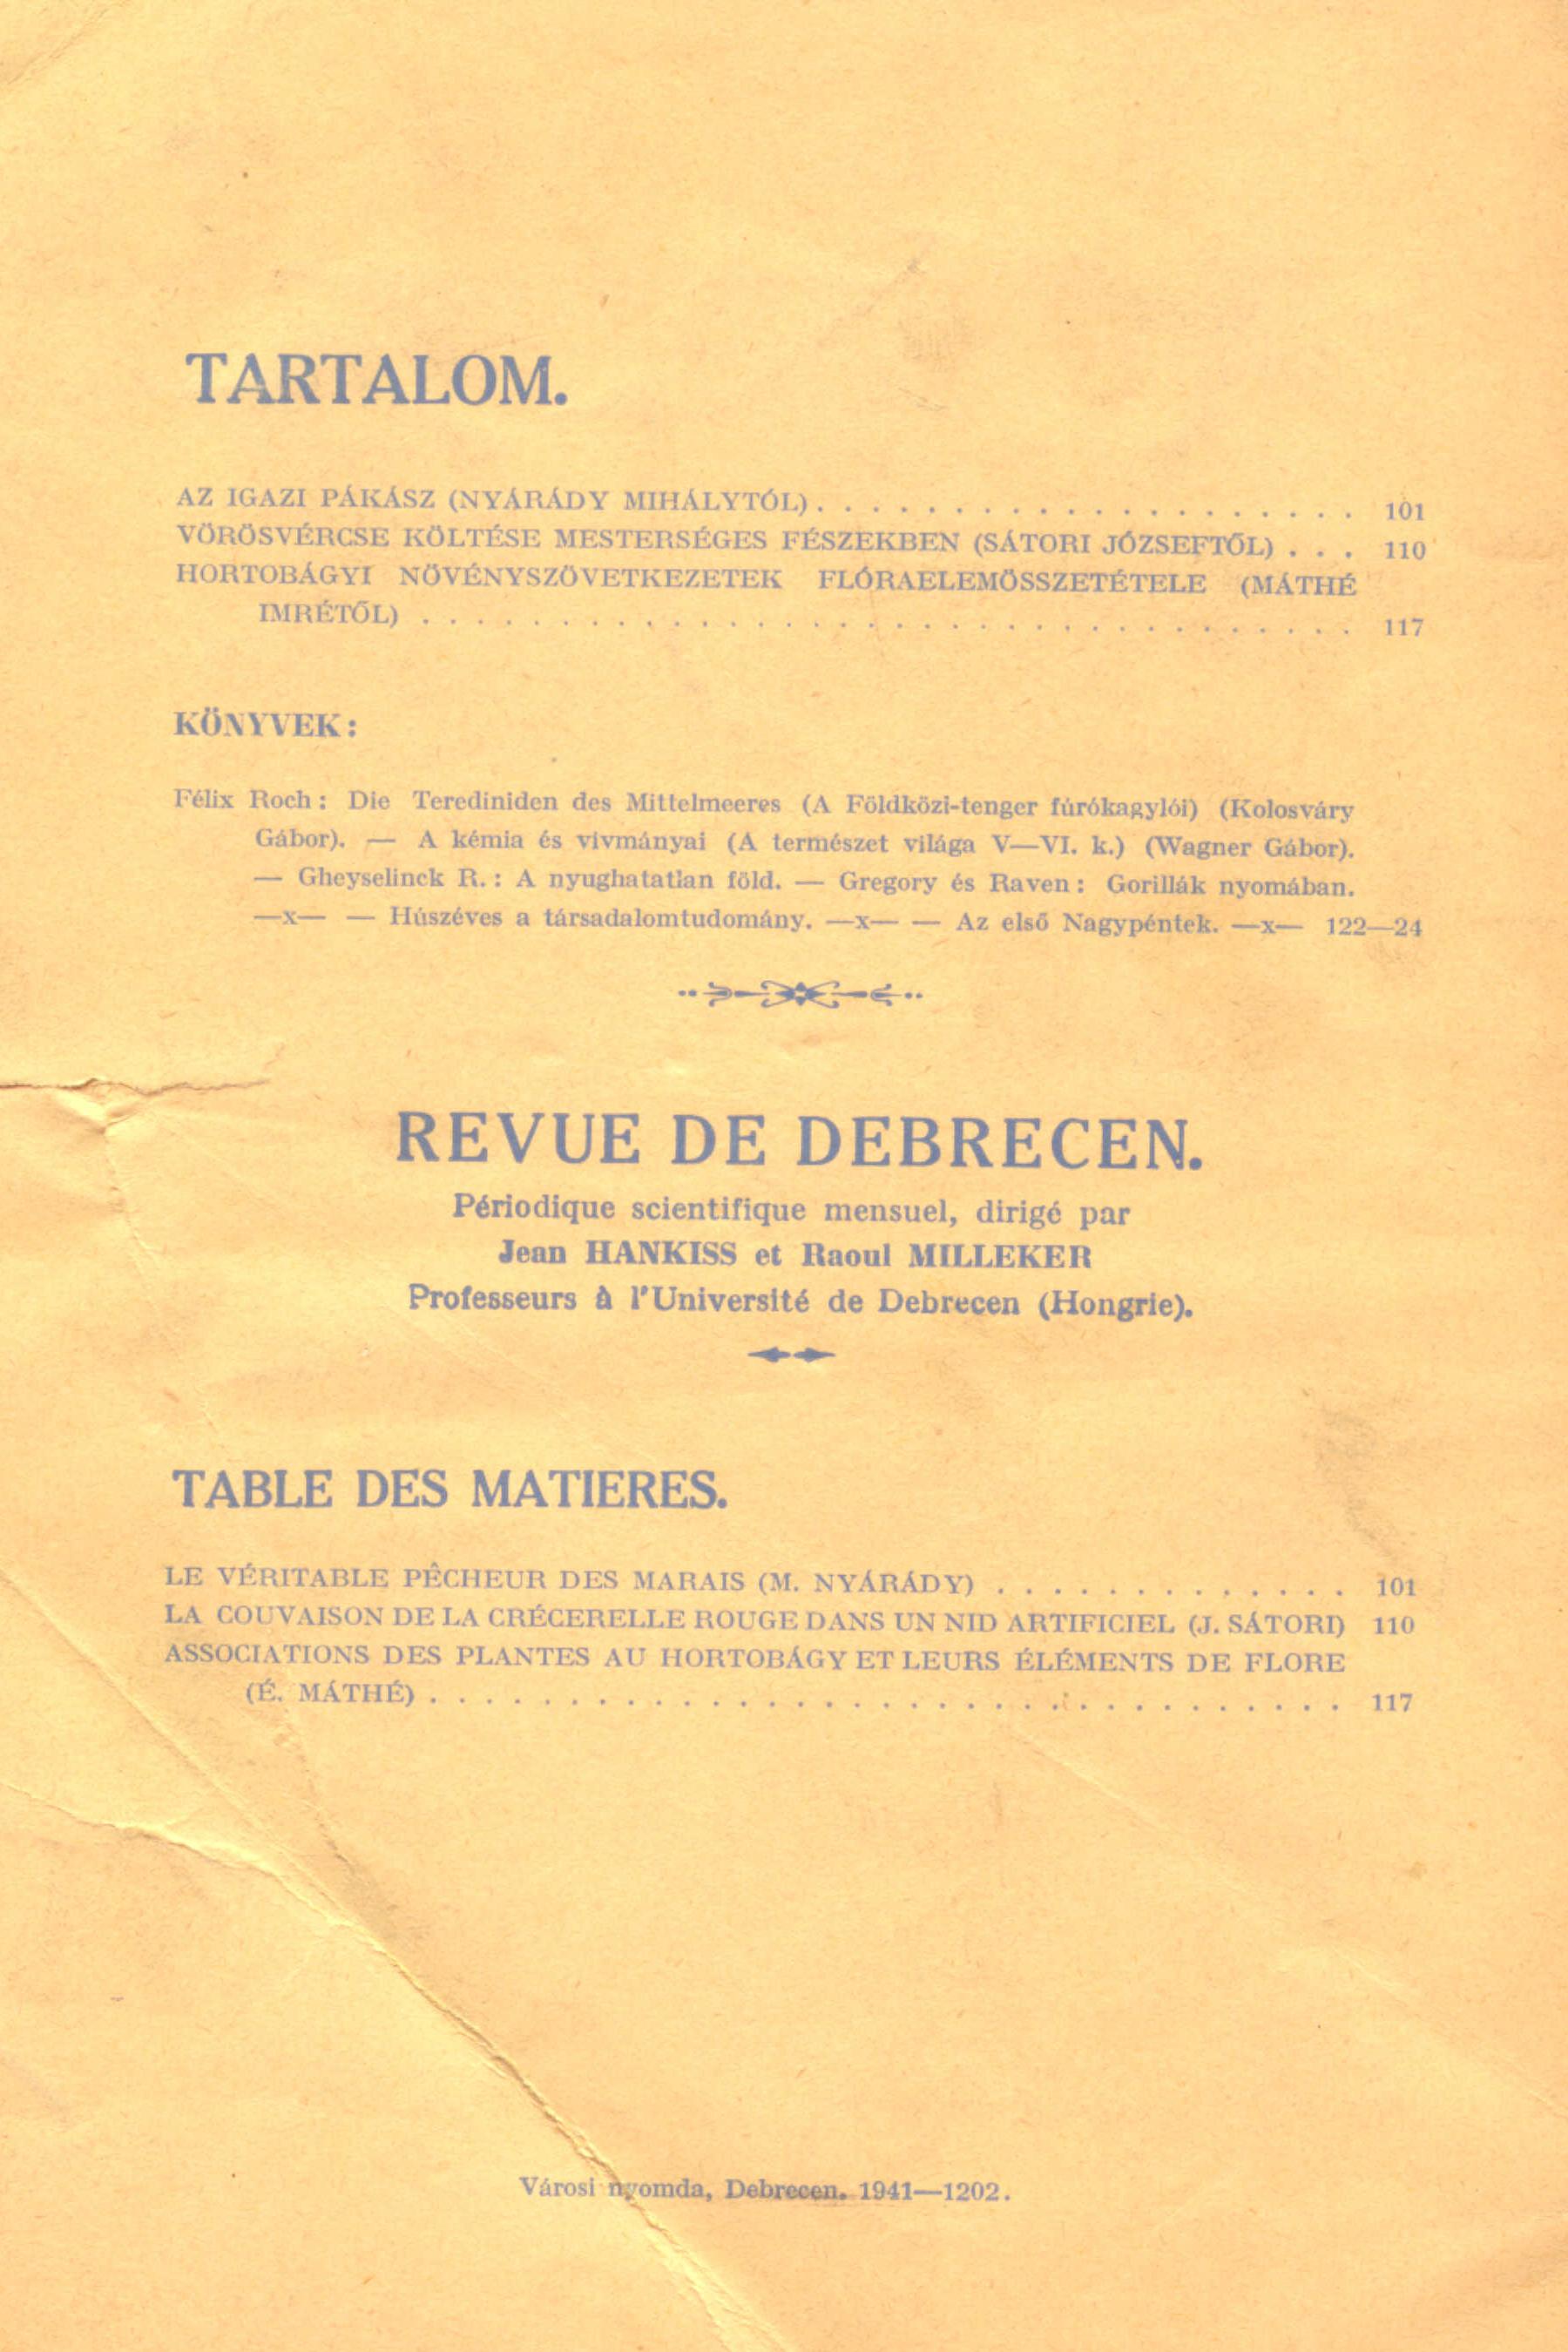 TARTALOM.
AZ IGAZI PÁKÁSZ (NYÁRÁDY MIHÁLYTÓL) . . . . . . . . . . . . . . . . . . . . 101
VÖRÖSVÉRCSE KÖLTÉSE MESTERSÉGES FÉSZEKBEN (SÁTORI JÓZSEFTŐL) . . . 110
HORTOBÁGYI NÖVÉNYSZÖVETKEZETEK FLÓRAELEMÖSSZETÉTELE (MÁTHÉ
IMRÉTŐL) . . . . . . . . . . . . . . . . . . . . . . . . . . . . . . . . . . 117
KÖNYVEK:
Félix Roch: Die Terediniden des Mittelmeeres (A Földközi-tenger fúrókagylói) (Kolosváry
Gábor). — A kémia és vivmányai (A természet világa V—VI. k.) (Wagner Gábor).
— Gheyselinck R.: A nyughatatlan föld. — Gregory és Raven: Gorillák nyomában.
—x— — Húszéves a társadalomtudomány. —x— — Az első Nagypéntek. —x— 122—24
REVUE DE DEBRECEN.
Périodique scientifique mensuel, dirigé par
Jean HANKISS et Raoul MILLEKER
Professeurs à l'Université de Debrecen (Hongrie).
TABLE DES MATIERES.
LE VÉRITABLE PÊCHEUR DES MARAIS (M. NYÁRÁDY) . . . . . . . . . . . . . 101
LA COUVAISON DE LA CRÉCERELLE ROUGE DANS UN NID ARTIFICIEL (J. SÁTORI) 110
ASSOCIATIONS DES PLANTES AU HORTOBÁGY ET LEURS ÉLÉMENTS DE FLORE
(É. MÁTHÉ) . . . . . . . . . . . . . . . . . . . . . . . . . . . . . . . . . 117
Városi nyomda, Debrecen. 1941—1202.